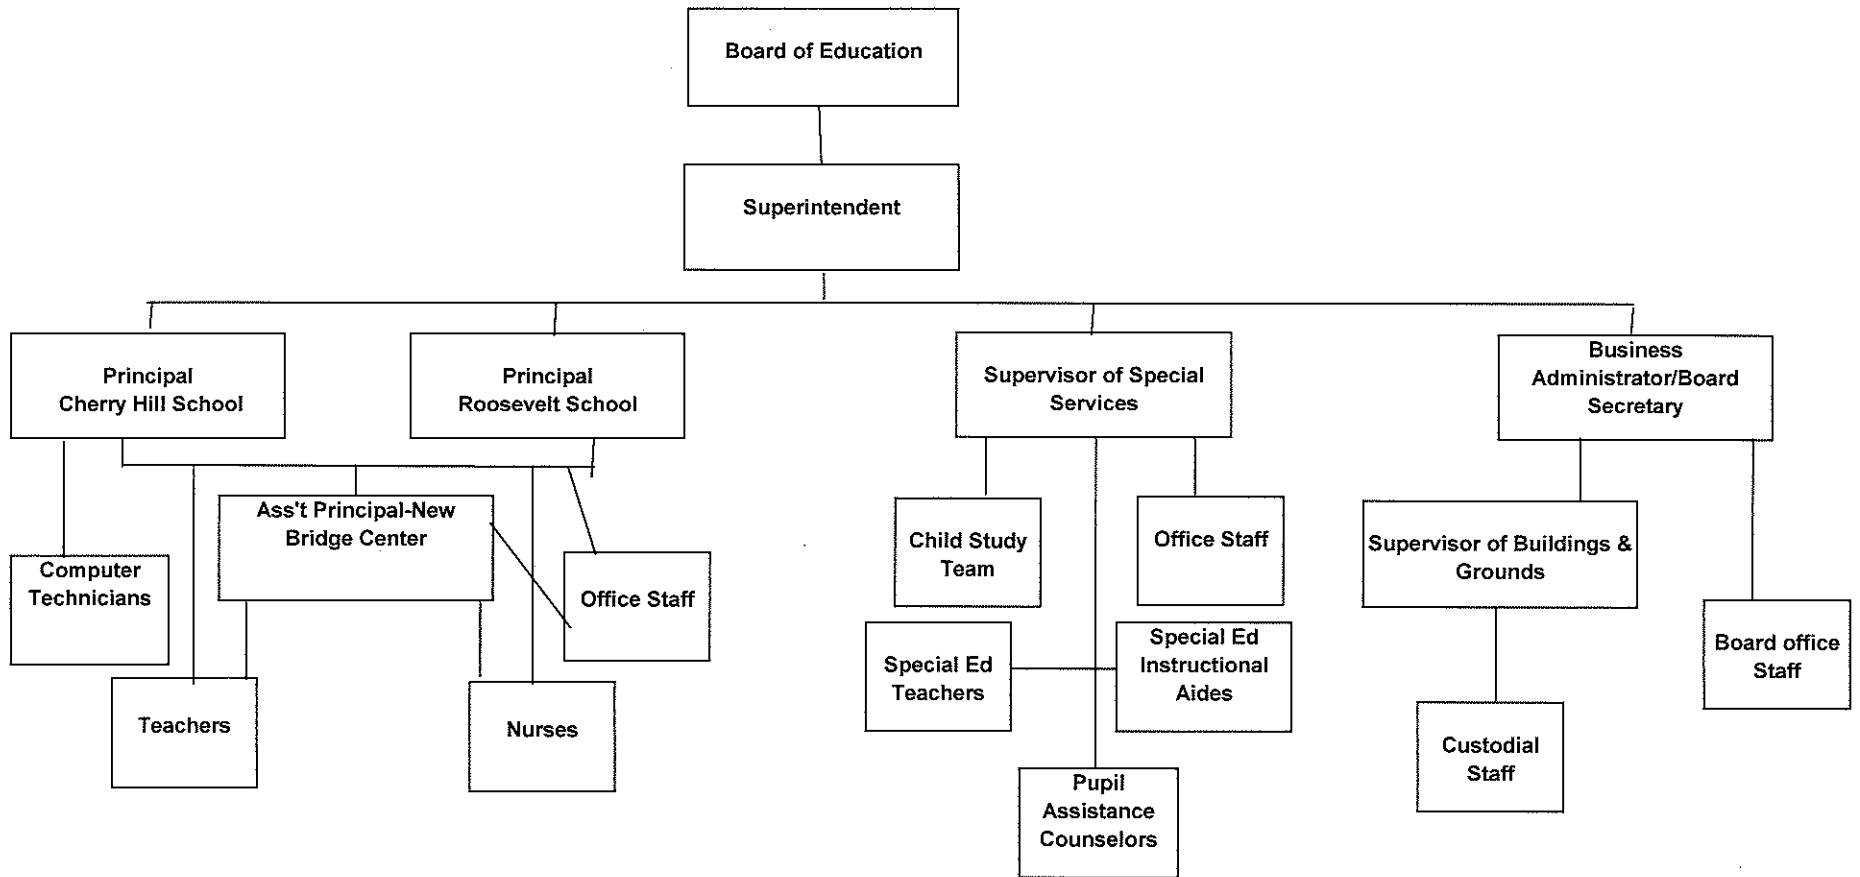 Board of Education
Superintendent
Principal
Cherry Hill School
Principal
Roosevelt School
Supervisor of Special
Services
Business
Administrator/Board
Secretary
Ass't Principal-New
Bridge Center
Computer
Technicians
Office Staff
Teachers
Nurses
Child Study
Team
Office Staff
Special Ed
Teachers
Special Ed
Instructional
Aides
Pupil
Assistance
Counselors
Supervisor of Buildings &
Grounds
Board office
Staff
Custodial
Staff